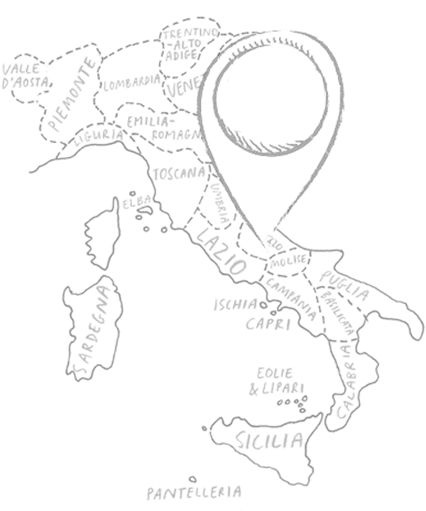 TRENTINO
-ALTO
ADIGE
VALLE
D'AOSTA
PIEMONTE
LOMBARDIA
VENE
EMILIA-
ROMAGN
LIGURIA
TOSCANA
UMBRIA
ELBA
LAZIO
ZZO
MOLISE
PUGLIA
CAMPANIA
BASILICATA
ISCHIA
CAPRI
SARDEGNA
CALABRIA
EOLIE
& LIPARI
SICILIA
PANTELLERIA